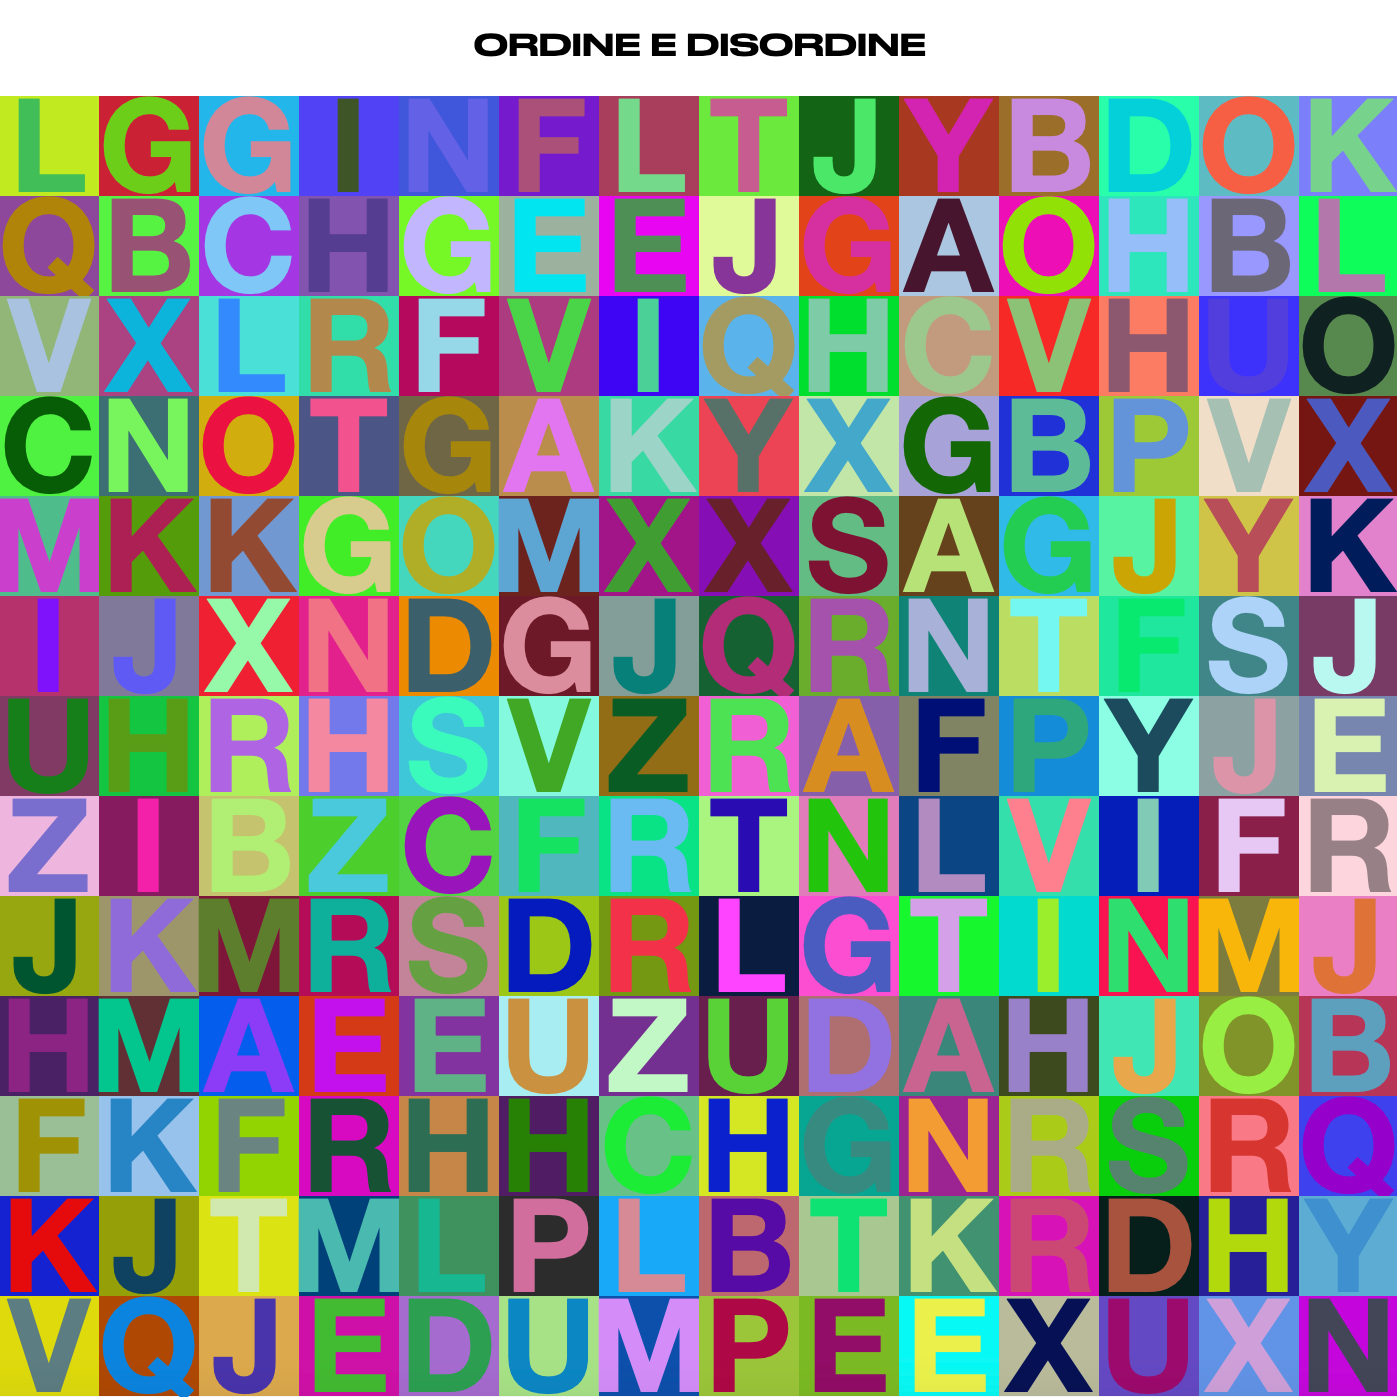 ORDINE E DISORDINE
L G G I N F L T J Y B D O K
Q B C H G E E J G A O H B L
V X L R F V I Q H C V H U O
C N O T G A K Y X G B P V X
M K K G O M X X S A G J Y K
I J X N D G J Q R N T F S J
U H R H S V Z R A F P Y J E
Z I B Z C F R T N L V I F R
J K M R S D R L G T I N M J
H M A E E U Z U D A H J O B
F K F R H H C H G N R S R Q
K J T M L P L B T K R D H Y
V Q J E D U M P E E X U X N